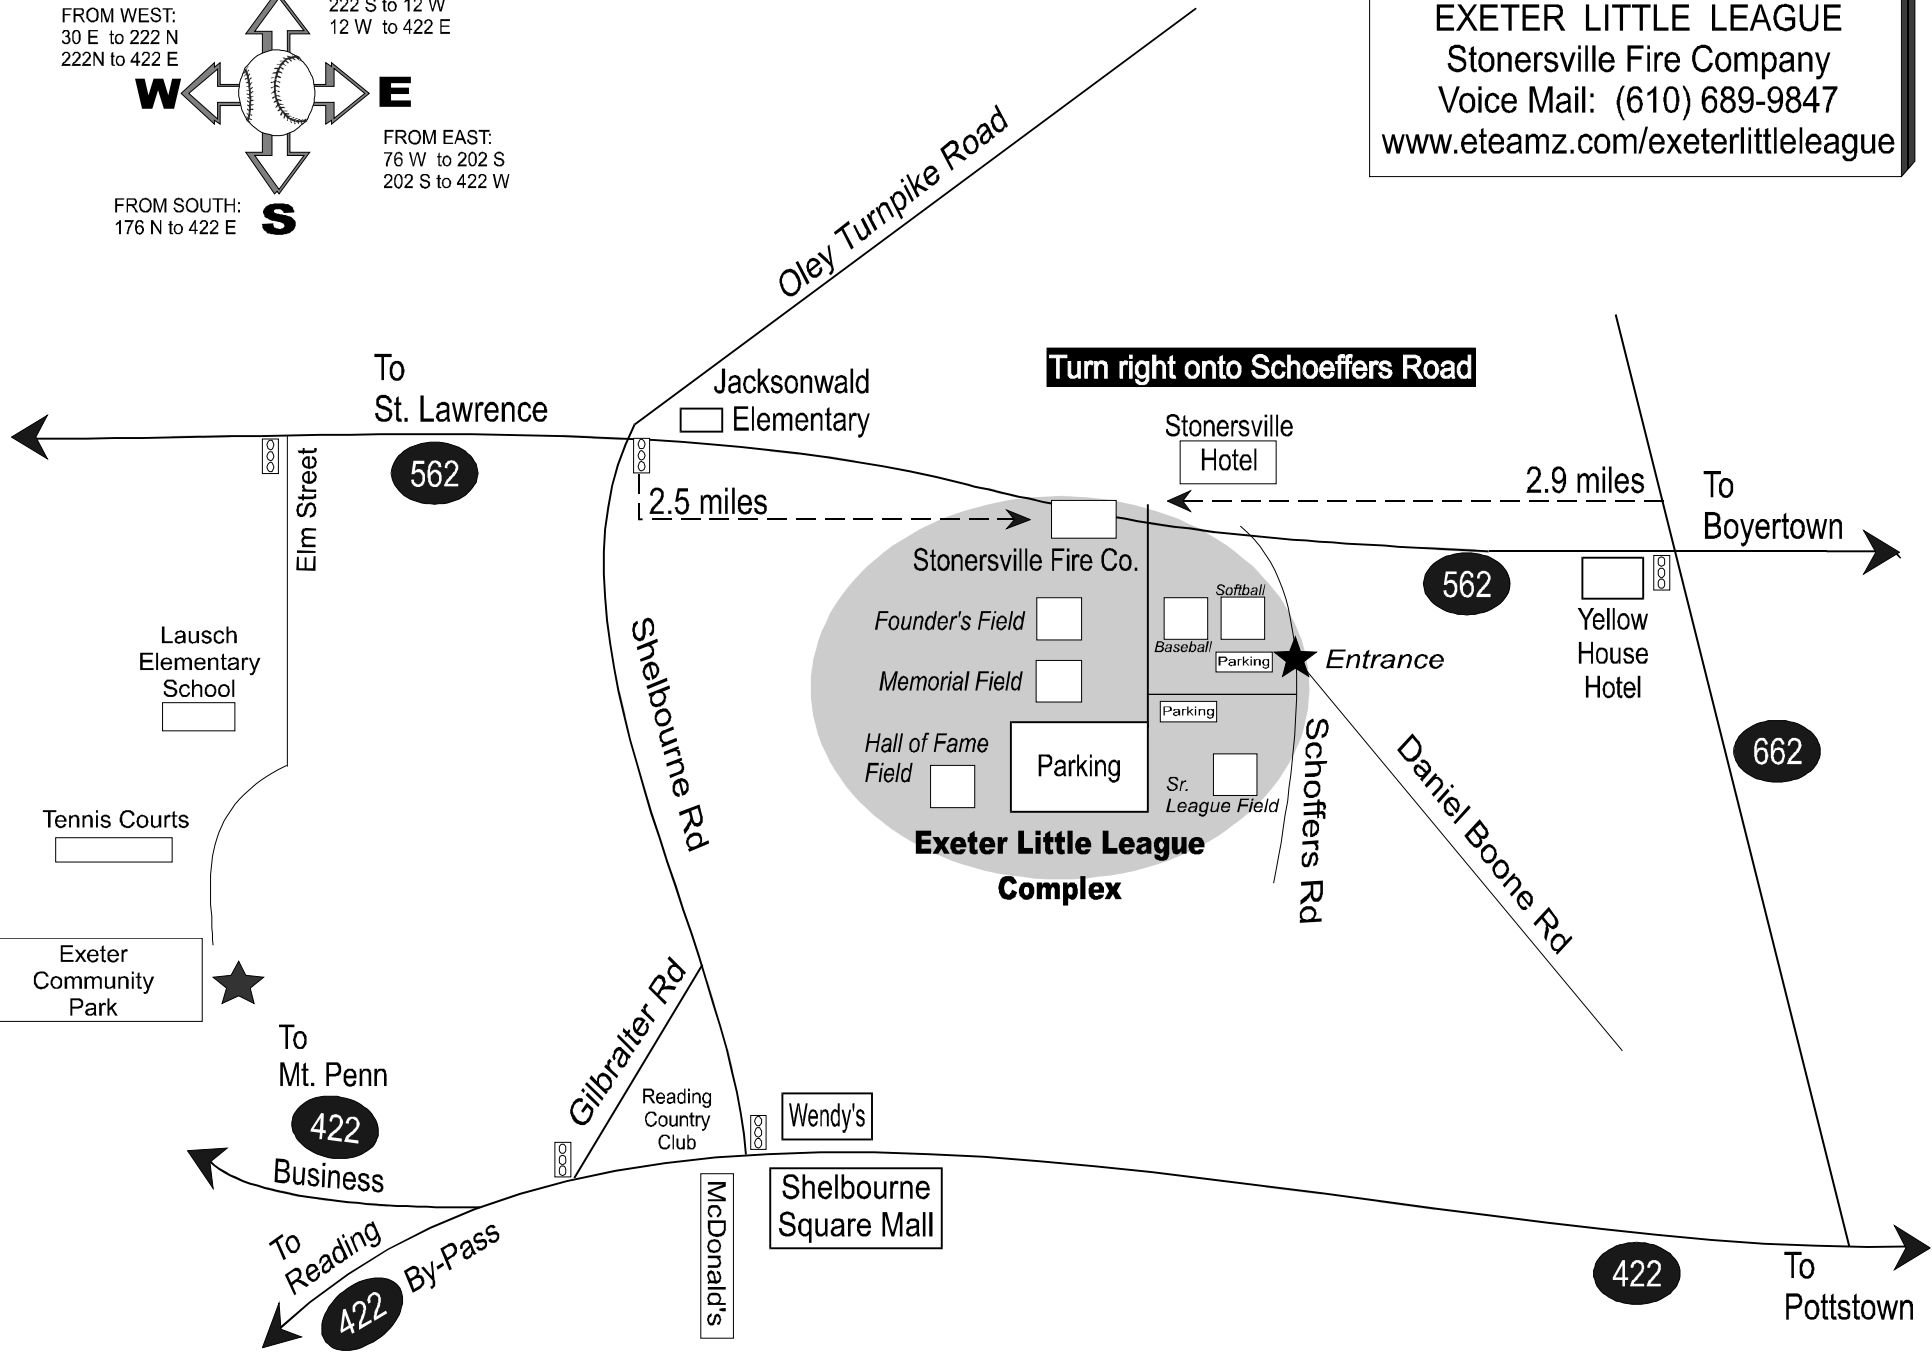 FROM WEST:
30 E to 222 N
222N to 422 E
222 S to 12 W
12 W to 422 E
W
E
FROM EAST:
76 W to 202 S
202 S to 422 W
FROM SOUTH:
176 N to 422 E
S
EXETER LITTLE LEAGUE
Stonersville Fire Company
Voice Mail: (610) 689-9847
www.eteamz.com/exeterlittleleague
Oley Turnpike Road
To
St. Lawrence
562
Elm Street
Jacksonwald
Elementary
Turn right onto Schoeffers Road
Stonersville
Hotel
2.5 miles
2.9 miles
To
Boyertown
562
Stonersville Fire Co.
Yellow
House
Hotel
Founder's Field
Softball
Baseball
Parking
Entrance
Memorial Field
Parking
Hall of Fame
Field
Parking
Sr.
League Field
Exeter Little League
Complex
Schoffers Rd
Daniel Boone Rd
662
Lausch
Elementary
School
Shelbourne Rd
Tennis Courts
Exeter
Community
Park
To
Mt. Penn
422
Business
Gilbralter Rd
Reading
Country
Club
Wendy's
McDonald's
Shelbourne
Square Mall
To
Reading
422
By-Pass
422
To
Pottstown